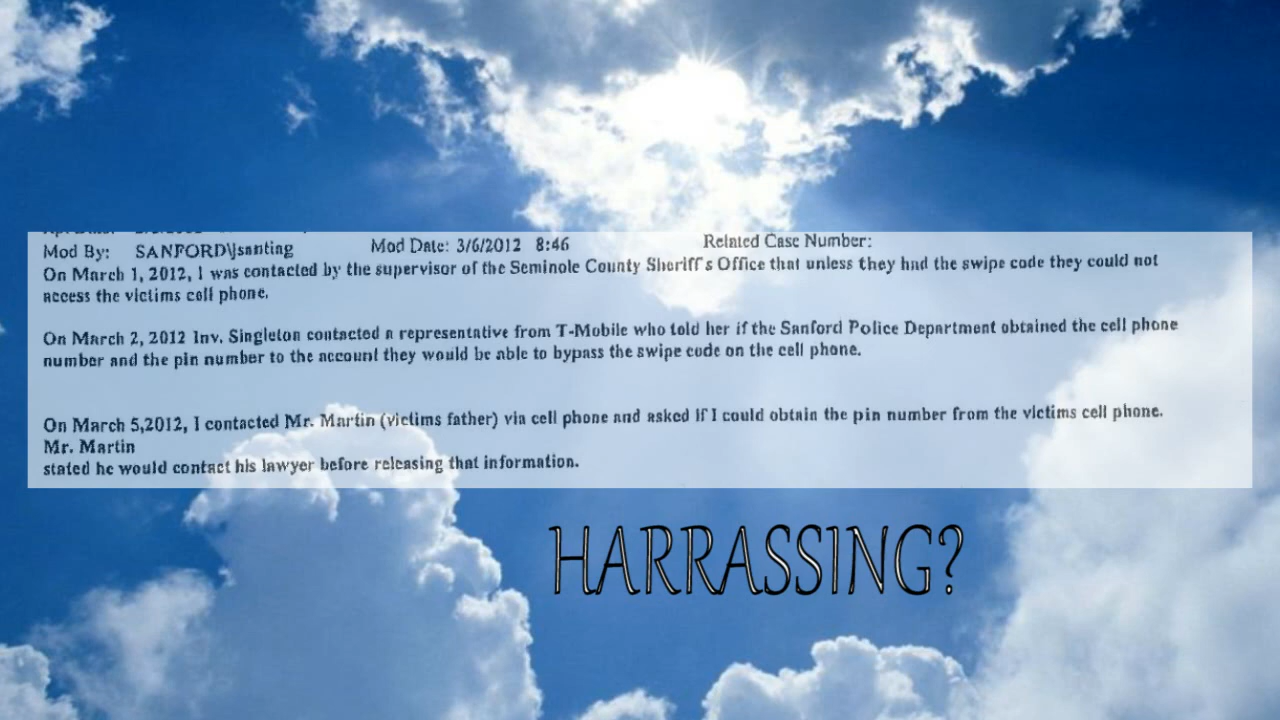 Mod By: SANFORD\jsanting Mod Date: 3/6/2012 8:46 Related Case Number:
On March 1, 2012, I was contacted by the supervisor of the Seminole County Sheriff's Office that unless they had the swipe code they could not
access the victims cell phone.
On March 2, 2012 Inv. Singleton contacted a representative from T-Mobile who told her if the Sanford Police Department obtained the cell phone
number and the pin number to the account they would be able to bypass the swipe code on the cell phone.
On March 5,2012, I contacted Mr. Martin (victims father) via cell phone and asked if I could obtain the pin number from the victims cell phone.
Mr. Martin
stated he would contact his lawyer before releasing that information.
HARRASSING?